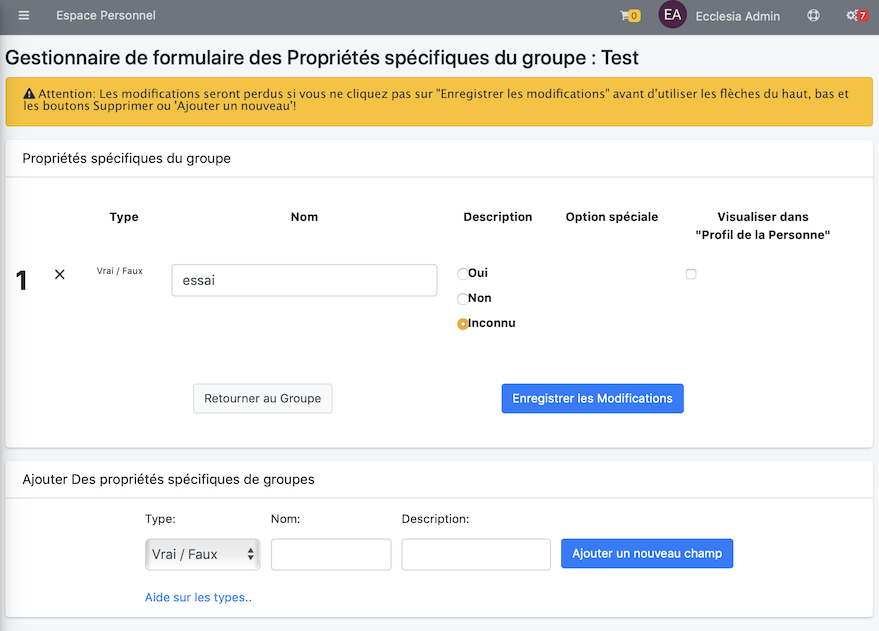 Espace Personnel
0
EA
Ecclesia Admin
7
Gestionnaire de formulaire des Propriétés spécifiques du groupe : Test
Attention: Les modifications seront perdus si vous ne cliquez pas sur "Enregistrer les modifications" avant d'utiliser les flèches du haut, bas et
les boutons Supprimer ou 'Ajouter un nouveau'!
Propriétés spécifiques du groupe
Type
Nom
Description
Option spéciale
Visualiser dans
"Profil de la Personne"
1
Vrai / Faux
essai
Oui
Non
Inconnu
Retourner au Groupe
Enregistrer les Modifications
Ajouter Des propriétés spécifiques de groupes
Type:
Nom:
Description:
Vrai / Faux
Ajouter un nouveau champ
Aide sur les types..